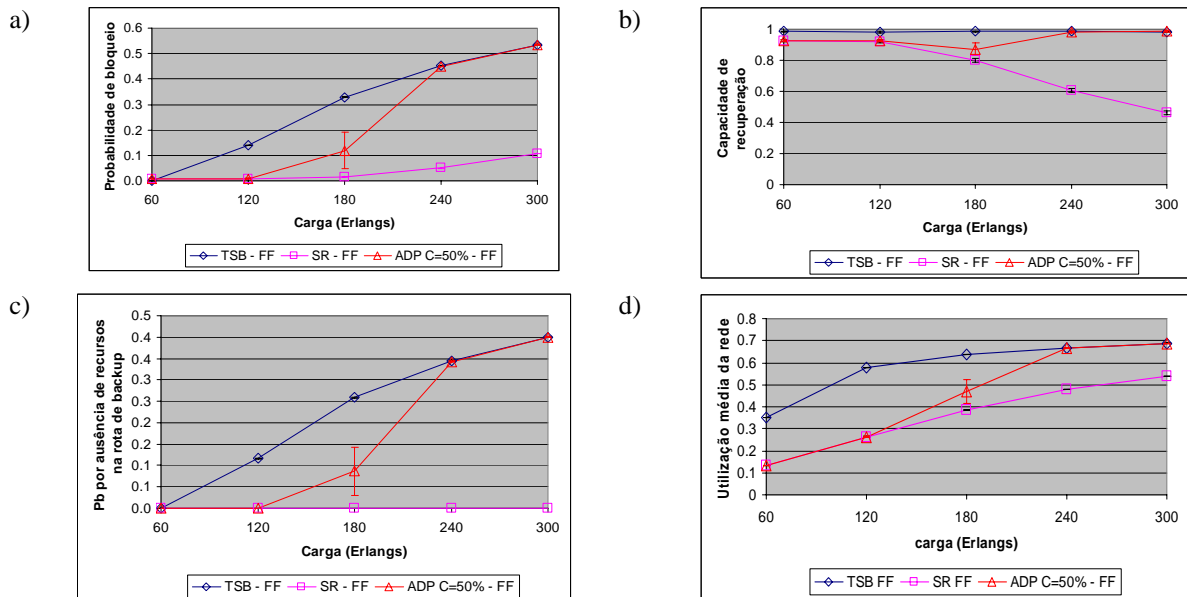 a)
Probabilidade de bloqueio
0.6
0.5
0.4
0.3
0.2
0.1
0.0
60 120 180 240 300
Carga (Erlangs)
TSB - FF SR - FF ADP C=50% - FF
b)
Capacidade de
recuperação
1
0.8
0.6
0.4
0.2
0
60 120 180 240 300
Carga (Erlangs)
TSB - FF SR - FF ADP C=50% - FF
c)
Pb por ausência de recursos
na rota de backup
0.5
0.4
0.4
0.3
0.3
0.2
0.2
0.1
0.1
0.0
60 120 180 240 300
Carga (Erlangs)
TSB - FF SR - FF ADP C=50% - FF
d)
Utilização média da rede
0.8
0.7
0.6
0.5
0.4
0.3
0.2
0.1
0
60 120 180 240 300
carga (Erlangs)
TSB FF SR FF ADP C=50% - FF